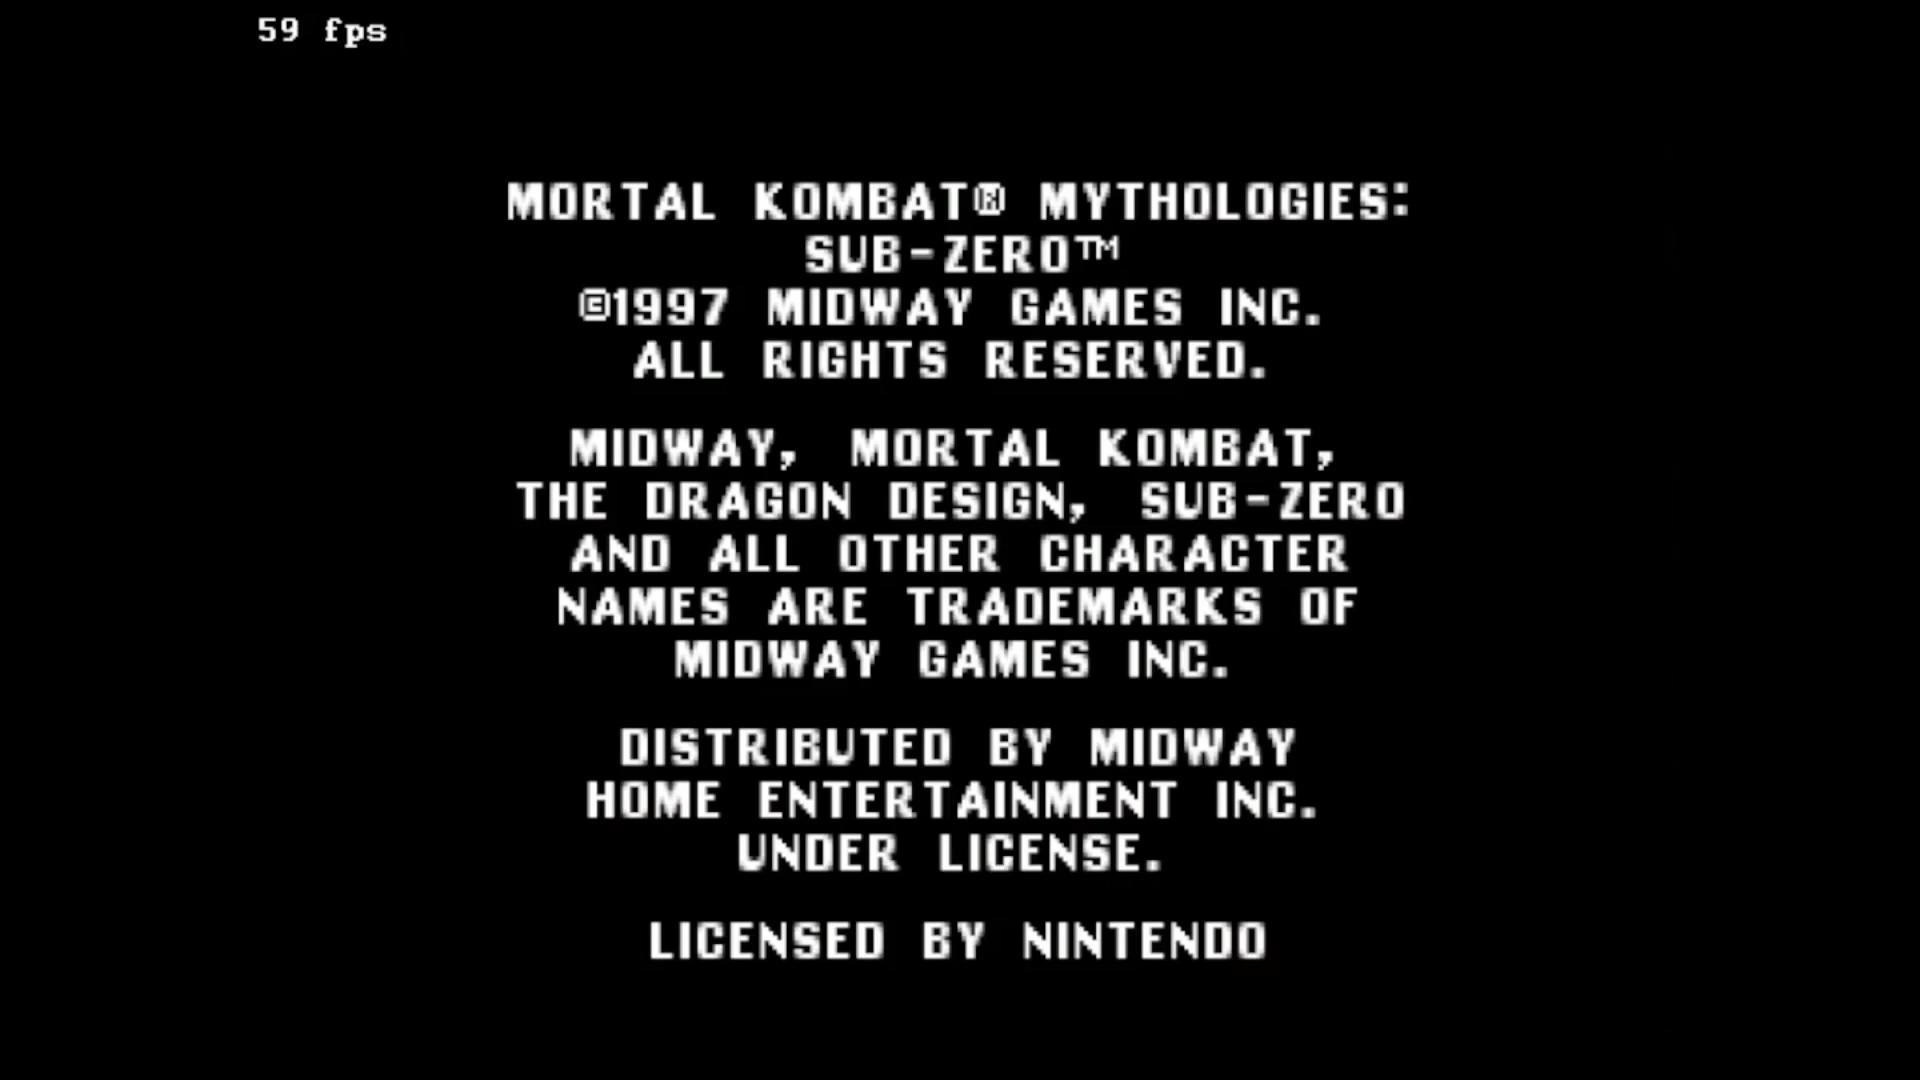 59 fps
MORTAL KOMBAT® MYTHOLOGIES:
SUB-ZERO™
©1997 MIDWAY GAMES INC.
ALL RIGHTS RESERVED.
MIDWAY, MORTAL KOMBAT,
THE DRAGON DESIGN, SUB-ZERO
AND ALL OTHER CHARACTER
NAMES ARE TRADEMARKS OF
MIDWAY GAMES INC.
DISTRIBUTED BY MIDWAY
HOME ENTERTAINMENT INC.
UNDER LICENSE.
LICENSED BY NINTENDO